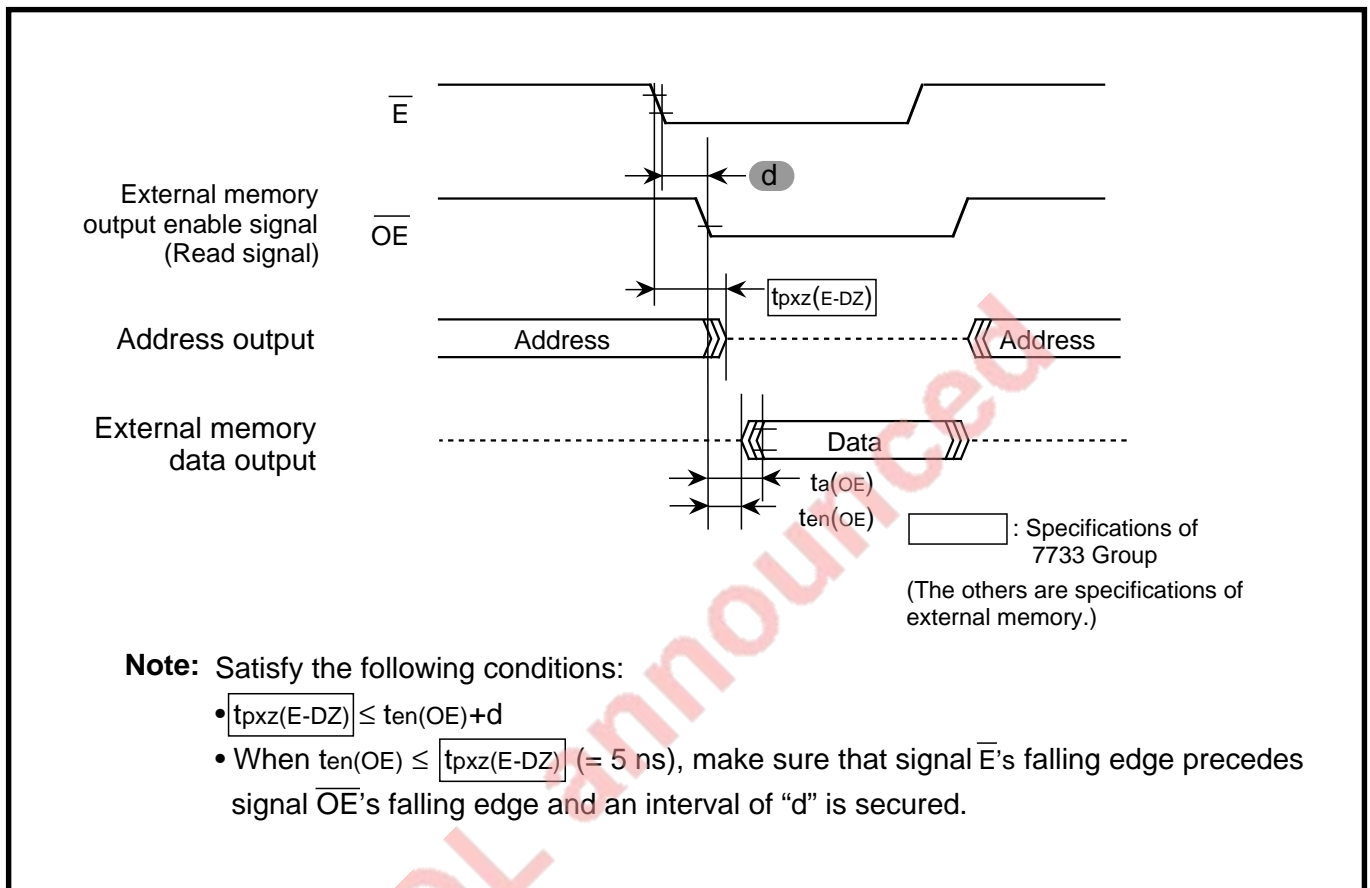 E
d
External memory
output enable signal
(Read signal)
OE
tpxz(E-DZ)
Address output
Address
Address
External memory
data output
Data
ta(OE)
ten(OE)
: Specifications of
7733 Group
(The others are specifications of
external memory.)
Note: Satisfy the following conditions:
• tpxz(E-DZ) ≤ ten(OE)+d
• When ten(OE) ≤ tpxz(E-DZ) (= 5 ns), make sure that signal E's falling edge precedes
signal OE's falling edge and an interval of “d” is secured.
announced